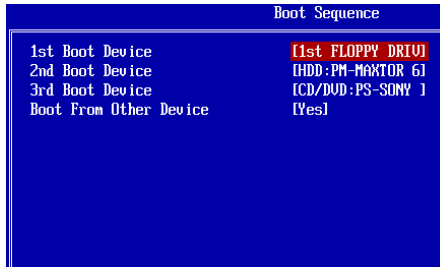 Boot Sequence
1st Boot Device [1st FLOPPY DRIV]
2nd Boot Device [HDD:PM-MAXTOR 6]
3rd Boot Device [CD/DVD:PS-SONY ]
Boot From Other Device [Yes]